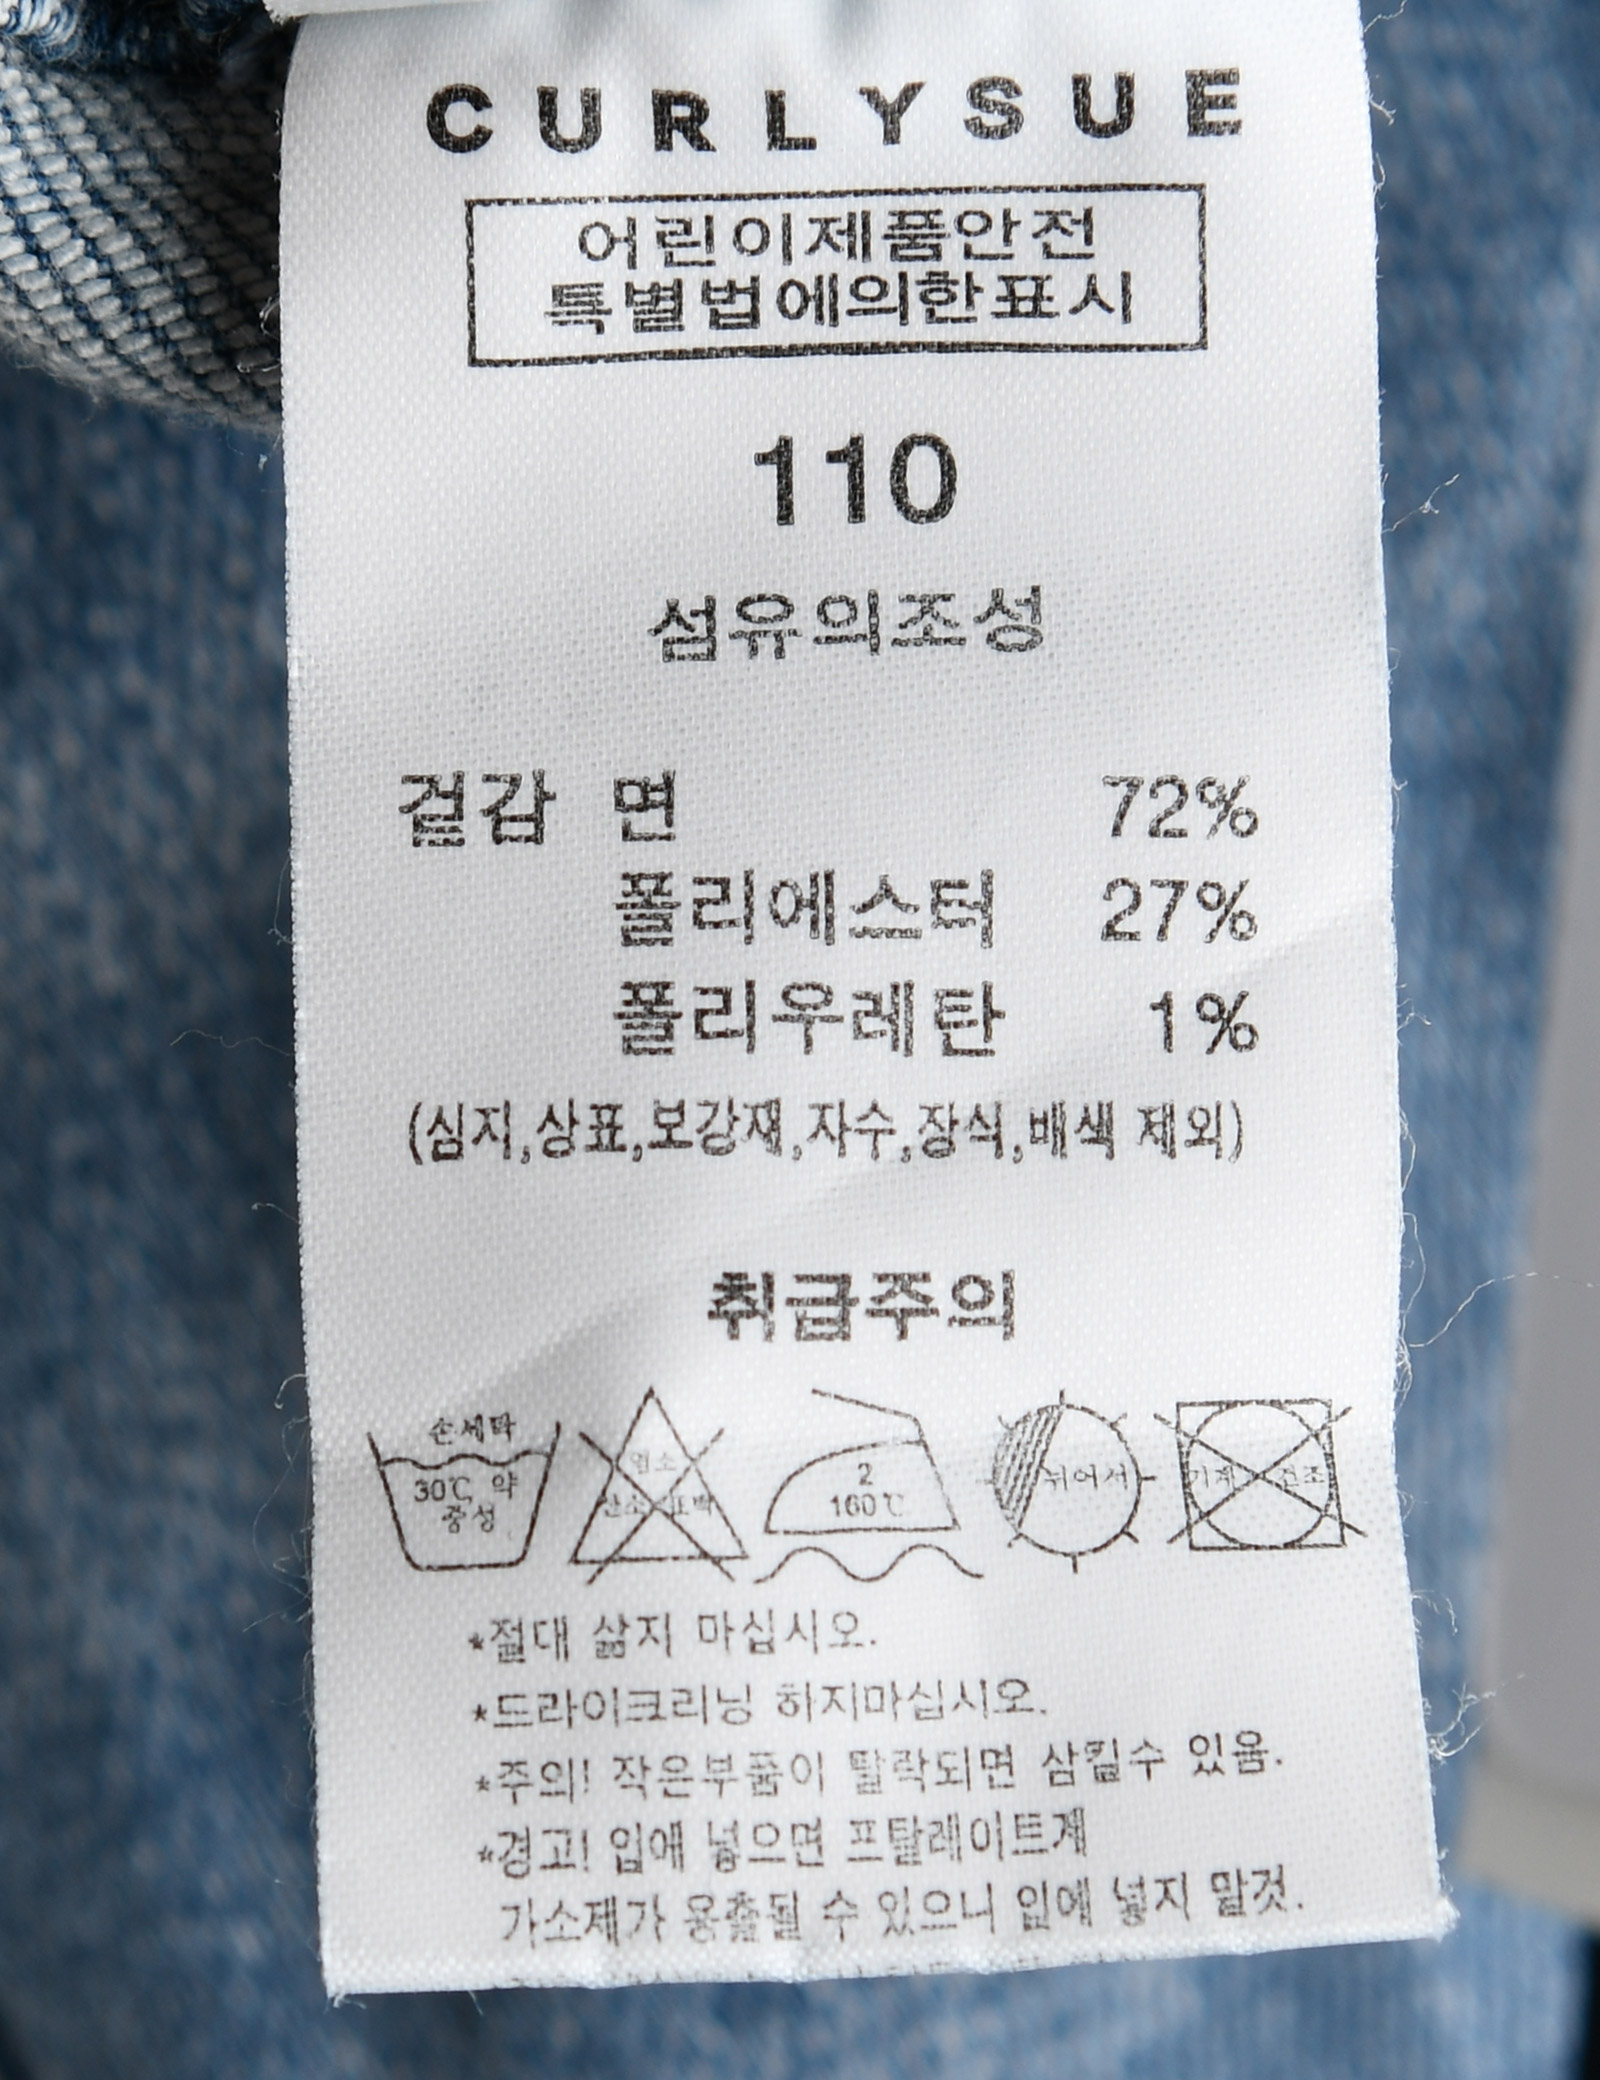 CURLYSUE
어린이제품안전
특별법에의한표시
110
섬유의조성
겉감 면 72%
폴리에스터 27%
폴리우레탄 1%
(심지,상표,보강재,자수,장식,배색 제외)
취급주의
손세탁
30℃ 약
중성
염소
산소 표백
2
160℃
뉘어서
기계 건조
*절대 삶지 마십시오.
*드라이크리닝 하지마십시오.
*주의! 작은부품이 탈락되면 삼킬수 있음.
*경고! 입에 넣으면 프탈레이트계
가소제가 용출될 수 있으니 입에 넣지 말것.